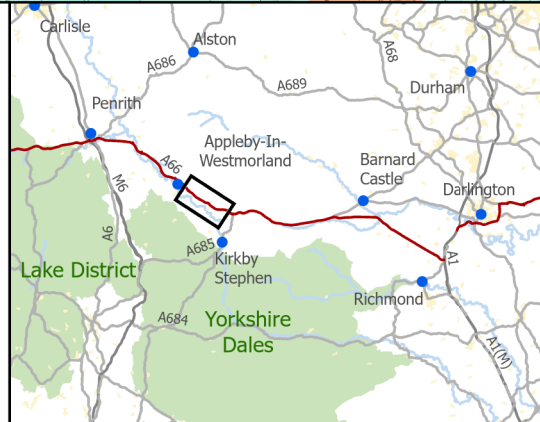 Carlisle
Alston
A68
A686
A689
Durham
Penrith
Appleby-In-
Westmorland
A66
Barnard
Castle
Darlington
M6
A6
A685
Kirkby
Stephen
A1
Lake District
Richmond
A684
Yorkshire
Dales
A1(M)